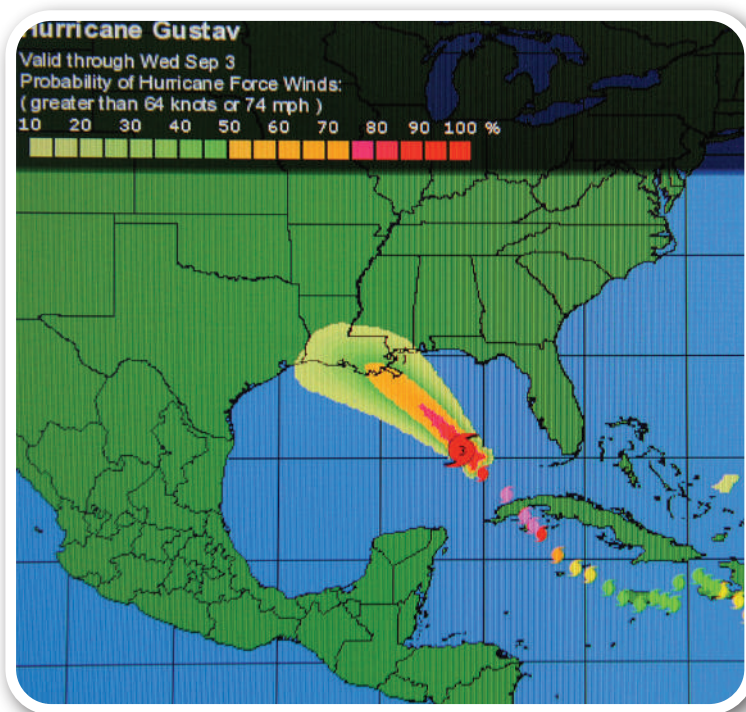 Hurricane Gustav
Valid through Wed Sep 3
Probability of Hurricane Force Winds:
( greater than 64 knots or 74 mph )
10 20 30 40 50 60 70 80 90 100 %
3